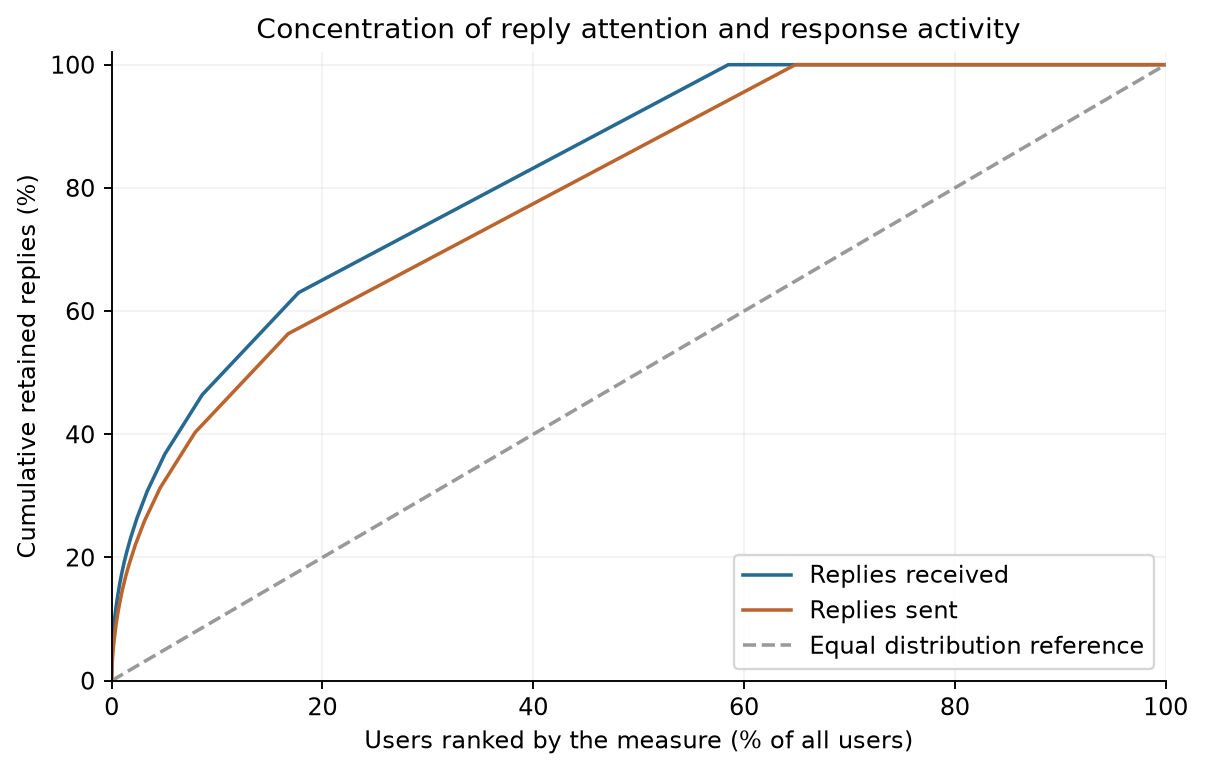 Concentration of reply attention and response activity
Cumulative retained replies (%)
100
80
60
40
20
0
0 20 40 60 80 100
Users ranked by the measure (% of all users)
Replies received
Replies sent
Equal distribution reference